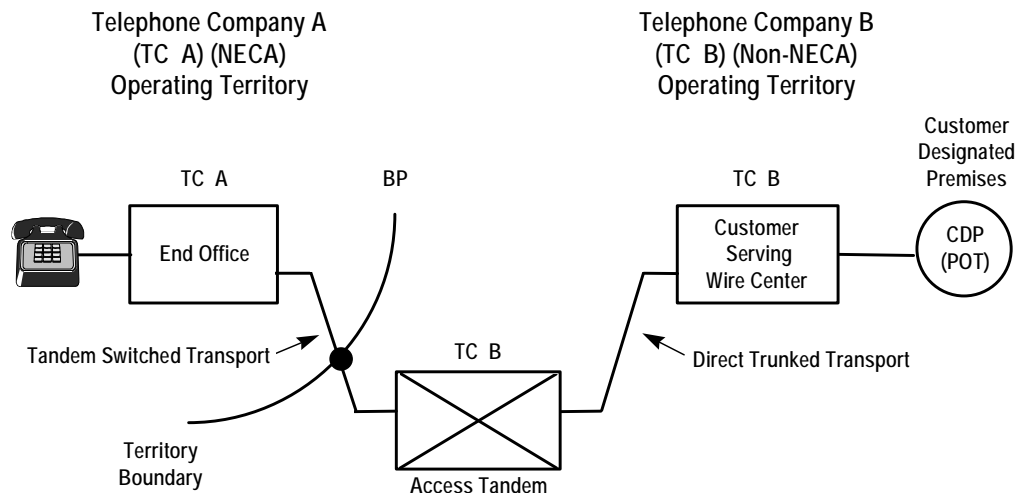 Telephone Company A
(TC A) (NECA)
Operating Territory
Telephone Company B
(TC B) (Non-NECA)
Operating Territory
Customer
Designated
Premises
TC A
BP
TC B
End Office
Customer
Serving
Wire Center
CDP
(POT)
Tandem Switched Transport
TC B
Direct Trunked Transport
Territory
Boundary
Access Tandem